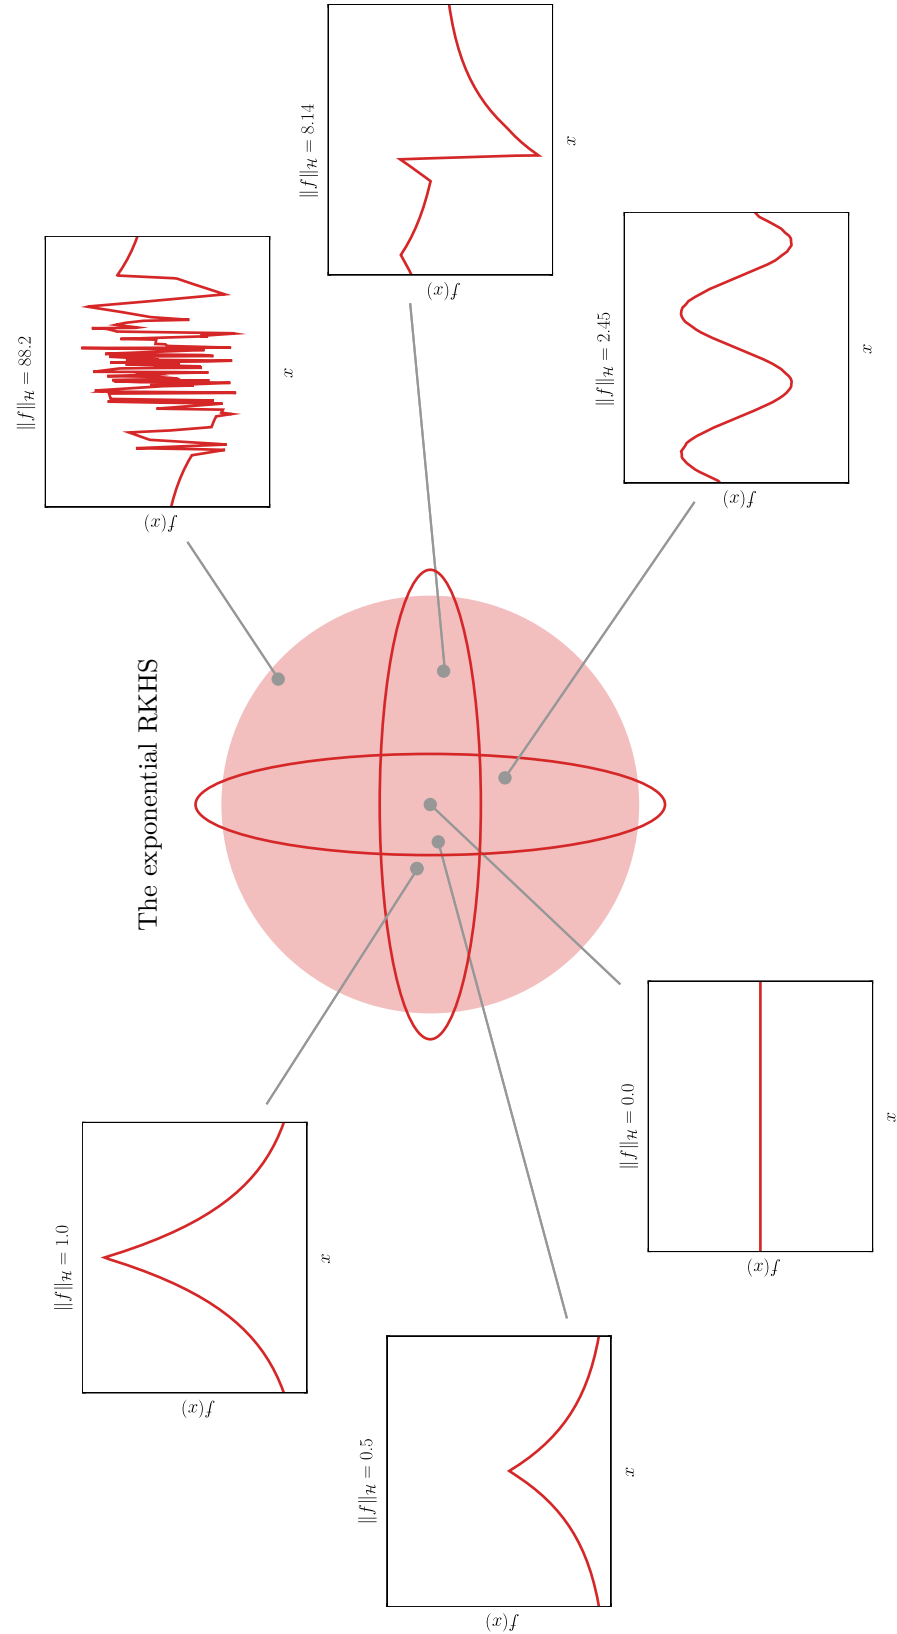 The exponential RKHS
‖f‖ℋ = 1.0
f(x)
x
‖f‖ℋ = 88.2
f(x)
x
‖f‖ℋ = 8.14
f(x)
x
‖f‖ℋ = 0.5
f(x)
x
‖f‖ℋ = 0.0
f(x)
x
‖f‖ℋ = 2.45
f(x)
x